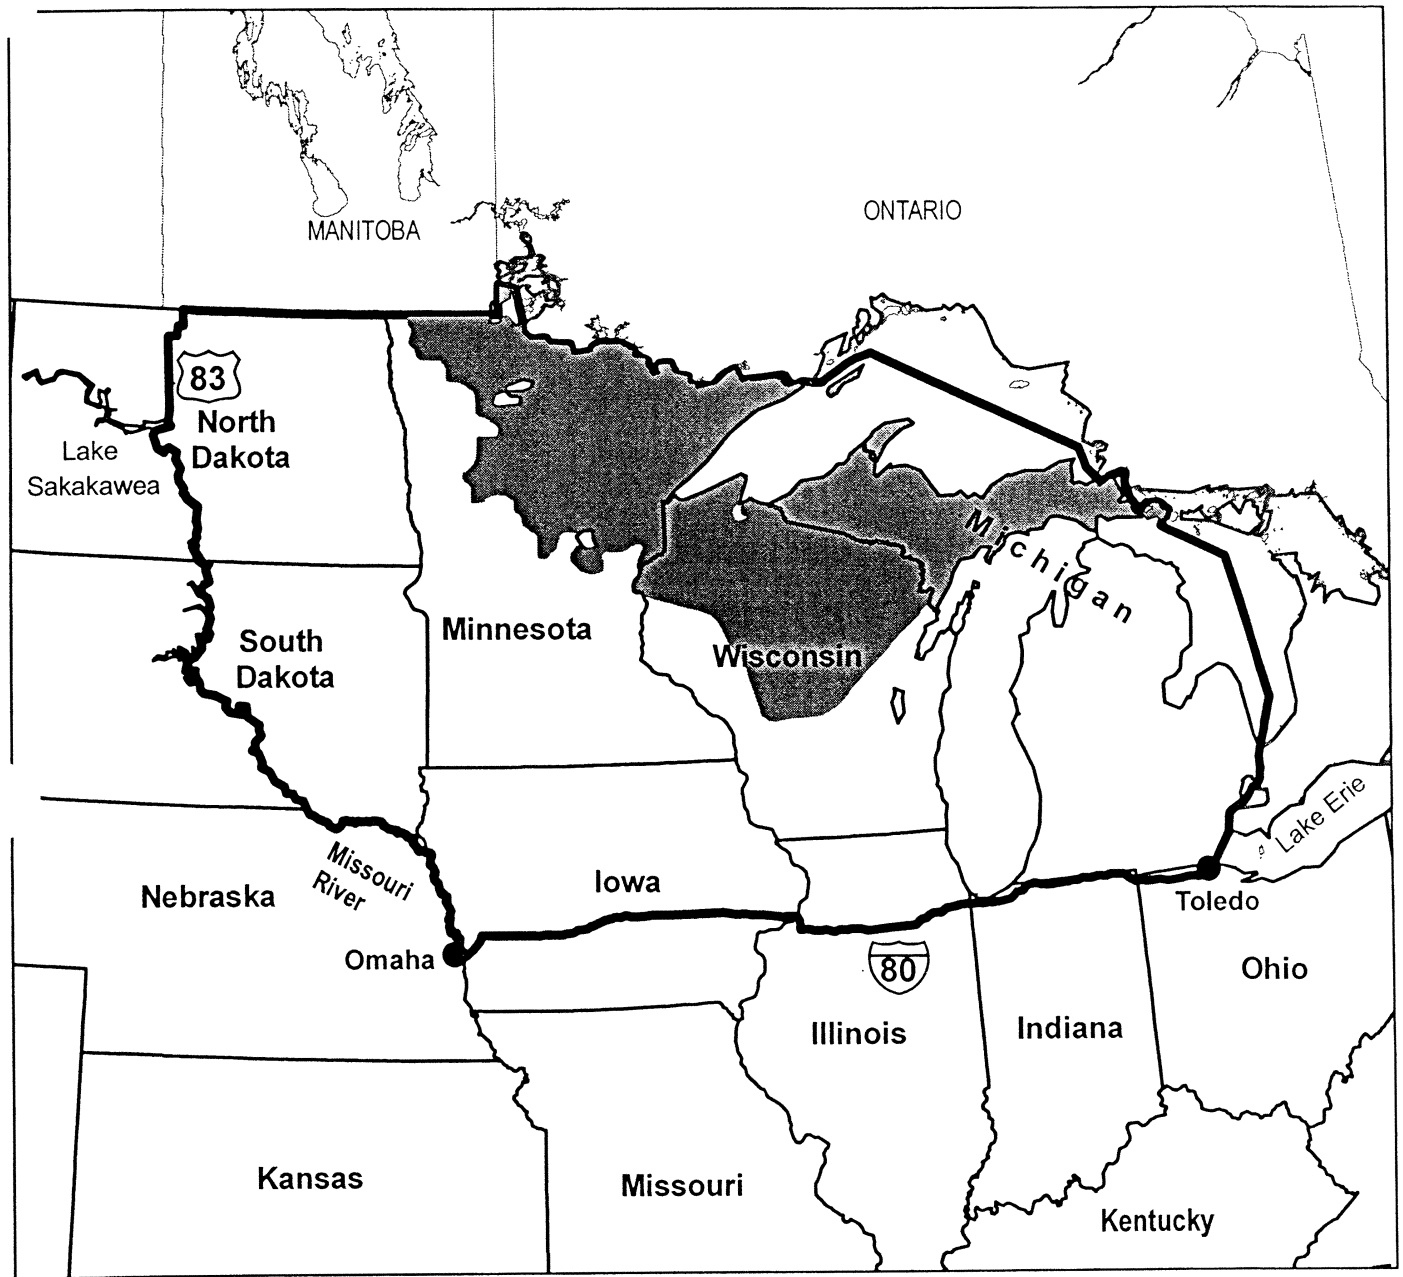 MANITOBA
ONTARIO
83
North
Dakota
Lake
Sakakawea
Michigan
South
Dakota
Minnesota
Wisconsin
Lake Erie
Missouri
River
Nebraska
Iowa
Toledo
Omaha
80
Ohio
Illinois
Indiana
Kansas
Missouri
Kentucky